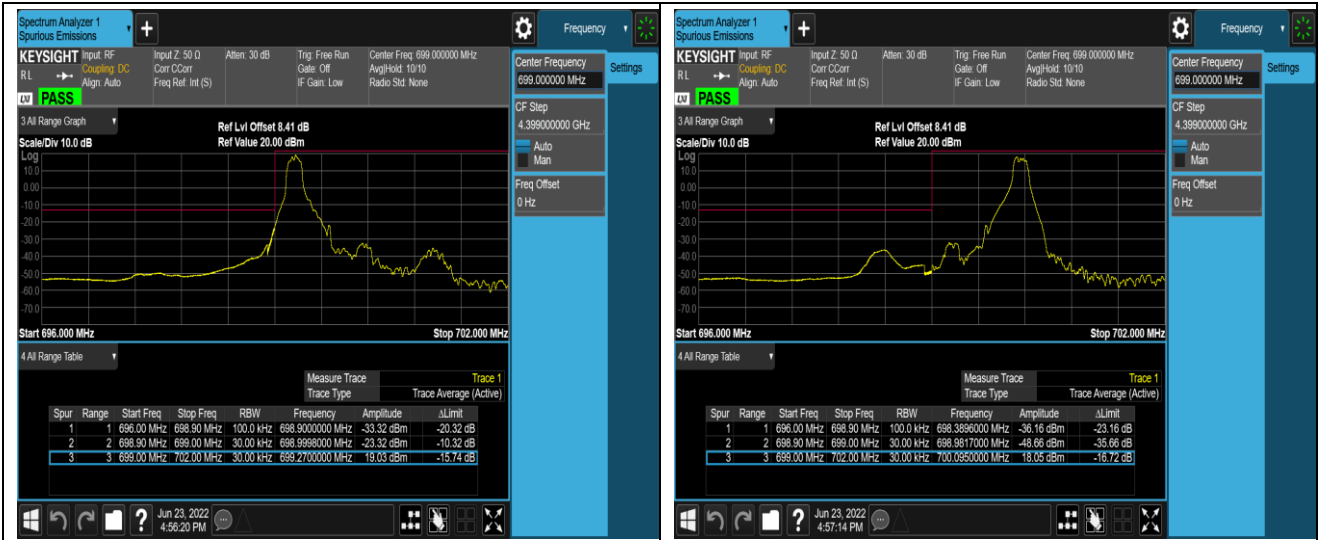 Spectrum Analyzer 1
Spurious Emissions
+
Frequency
KEYSIGHT Input: RF Input Z: 50 Ω Atten: 30 dB Trig: Free Run Center Freq: 699.000000 MHz
Coupling: DC Corr CCorr Gate: Off Avg|Hold: 10/10
RL Align: Auto Freq Ref: Int (S) IF Gain: Low Radio Std: None
LXI PASS
3 All Range Graph
Ref Lvl Offset 8.41 dB
Scale/Div 10.0 dB Ref Value 20.00 dBm
Log
10.0
0.00
-10.0
-20.0
-30.0
-40.0
-50.0
-60.0
-70.0
Start 696.000 MHz Stop 702.000 MHz
4 All Range Table
Measure Trace Trace 1
Trace Type Trace Average (Active)
Spur Range Start Freq Stop Freq RBW Frequency Amplitude ΔLimit
1 1 696.00 MHz 698.90 MHz 100.0 kHz 698.9000000 MHz -33.32 dBm -20.32 dB
2 2 698.90 MHz 699.00 MHz 30.00 kHz 698.9998000 MHz -23.32 dBm -10.32 dB
3 3 699.00 MHz 702.00 MHz 30.00 kHz 699.2700000 MHz 19.03 dBm -15.74 dB
?
Jun 23, 2022
4:56:20 PM
Center Frequency
699.000000 MHz
Settings
CF Step
4.399000000 GHz
Auto
Man
Freq Offset
0 Hz
Spectrum Analyzer 1
Spurious Emissions
+
Frequency
KEYSIGHT Input: RF Input Z: 50 Ω Atten: 30 dB Trig: Free Run Center Freq: 699.000000 MHz
Coupling: DC Corr CCorr Gate: Off Avg|Hold: 10/10
RL Align: Auto Freq Ref: Int (S) IF Gain: Low Radio Std: None
LXI PASS
3 All Range Graph
Ref Lvl Offset 8.41 dB
Scale/Div 10.0 dB Ref Value 20.00 dBm
Log
10.0
0.00
-10.0
-20.0
-30.0
-40.0
-50.0
-60.0
-70.0
Start 696.000 MHz Stop 702.000 MHz
4 All Range Table
Measure Trace Trace 1
Trace Type Trace Average (Active)
Spur Range Start Freq Stop Freq RBW Frequency Amplitude ΔLimit
1 1 696.00 MHz 698.90 MHz 100.0 kHz 698.3896000 MHz -36.16 dBm -23.16 dB
2 2 698.90 MHz 699.00 MHz 30.00 kHz 698.9817000 MHz -48.66 dBm -35.66 dB
3 3 699.00 MHz 702.00 MHz 30.00 kHz 700.0950000 MHz 18.05 dBm -16.72 dB
?
Jun 23, 2022
4:57:14 PM
Center Frequency
699.000000 MHz
Settings
CF Step
4.399000000 GHz
Auto
Man
Freq Offset
0 Hz